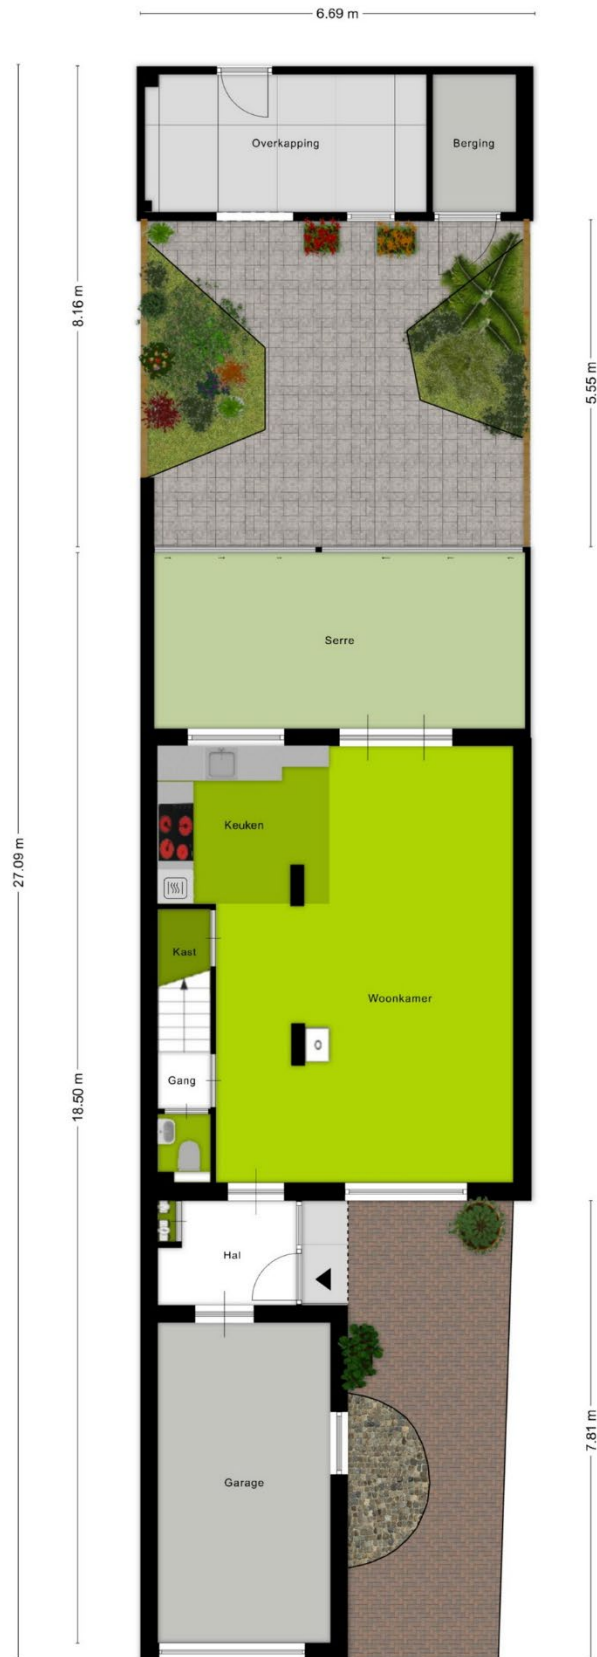 6.69 m
Overkapping
Berging
8.16 m
5.55 m
Serre
Keuken
27.09 m
Kast
Woonkamer
Gang
18.50 m
Hal
7.81 m
Garage